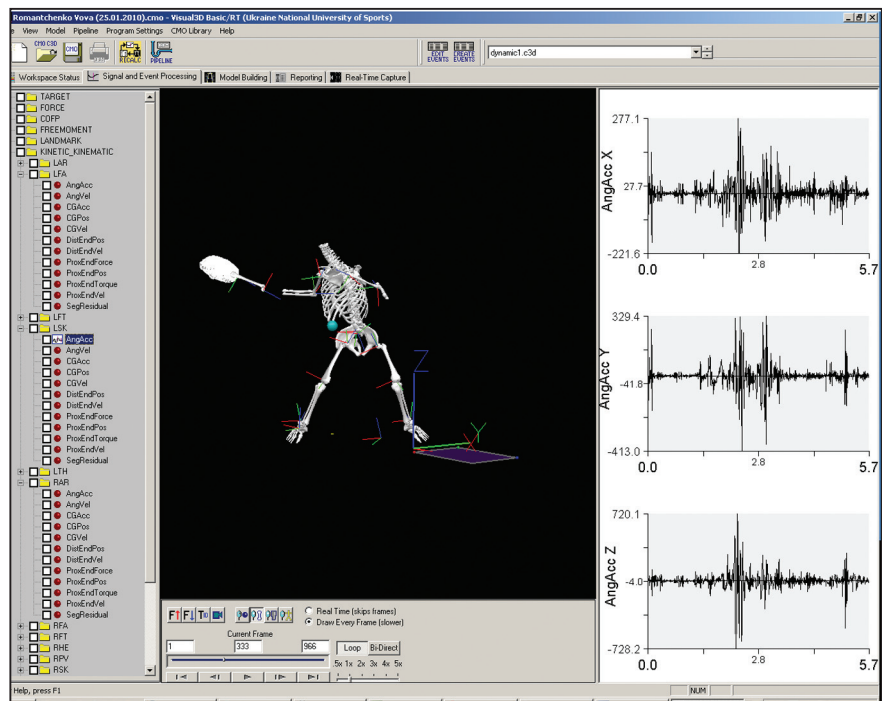 Romantchenko Vova (25.01.2010).cmo - Visual3D Basic/RT (Ukraine National University of Sports)
e View Model Pipeline Program Settings CMO Library Help
CMO C3D CMO RECALC PIPELINE EDIT EVENTS CREATE EVENTS dynamic1.c3d
Workspace Status Signal and Event Processing Model Building Reporting Real-Time Capture
TARGET
FORCE
COFP
FREEMOMENT
LANDMARK
KINETIC_KINEMATIC
LAR
LFA
AngAcc
AngVel
CGAcc
CGPos
CGVel
DistEndPos
DistEndVel
ProxEndForce
ProxEndPos
ProxEndTorque
ProxEndVel
SegResidual
LFT
LSK
AngAcc
AngVel
CGAcc
CGPos
CGVel
DistEndPos
DistEndVel
ProxEndForce
ProxEndPos
ProxEndTorque
ProxEndVel
SegResidual
LTH
RAR
AngAcc
AngVel
CGAcc
CGPos
CGVel
DistEndPos
DistEndVel
ProxEndForce
ProxEndPos
ProxEndTorque
ProxEndVel
SegResidual
RFA
RFT
RHE
RPV
RSK
Z
Y
X
Real Time (skips frames)
Draw Every Frame (slower)
Current Frame
1 333 966 Loop Bi-Direct
.5x 1x 2x 3x 4x 5x
277.1
AngAcc X
27.7
-221.6
0.0 2.8 5.7
329.4
AngAcc Y
-41.8
-413.0
0.0 2.8 5.7
720.1
AngAcc Z
-4.0
-728.2
0.0 2.8 5.7
Help, press F1 NUM